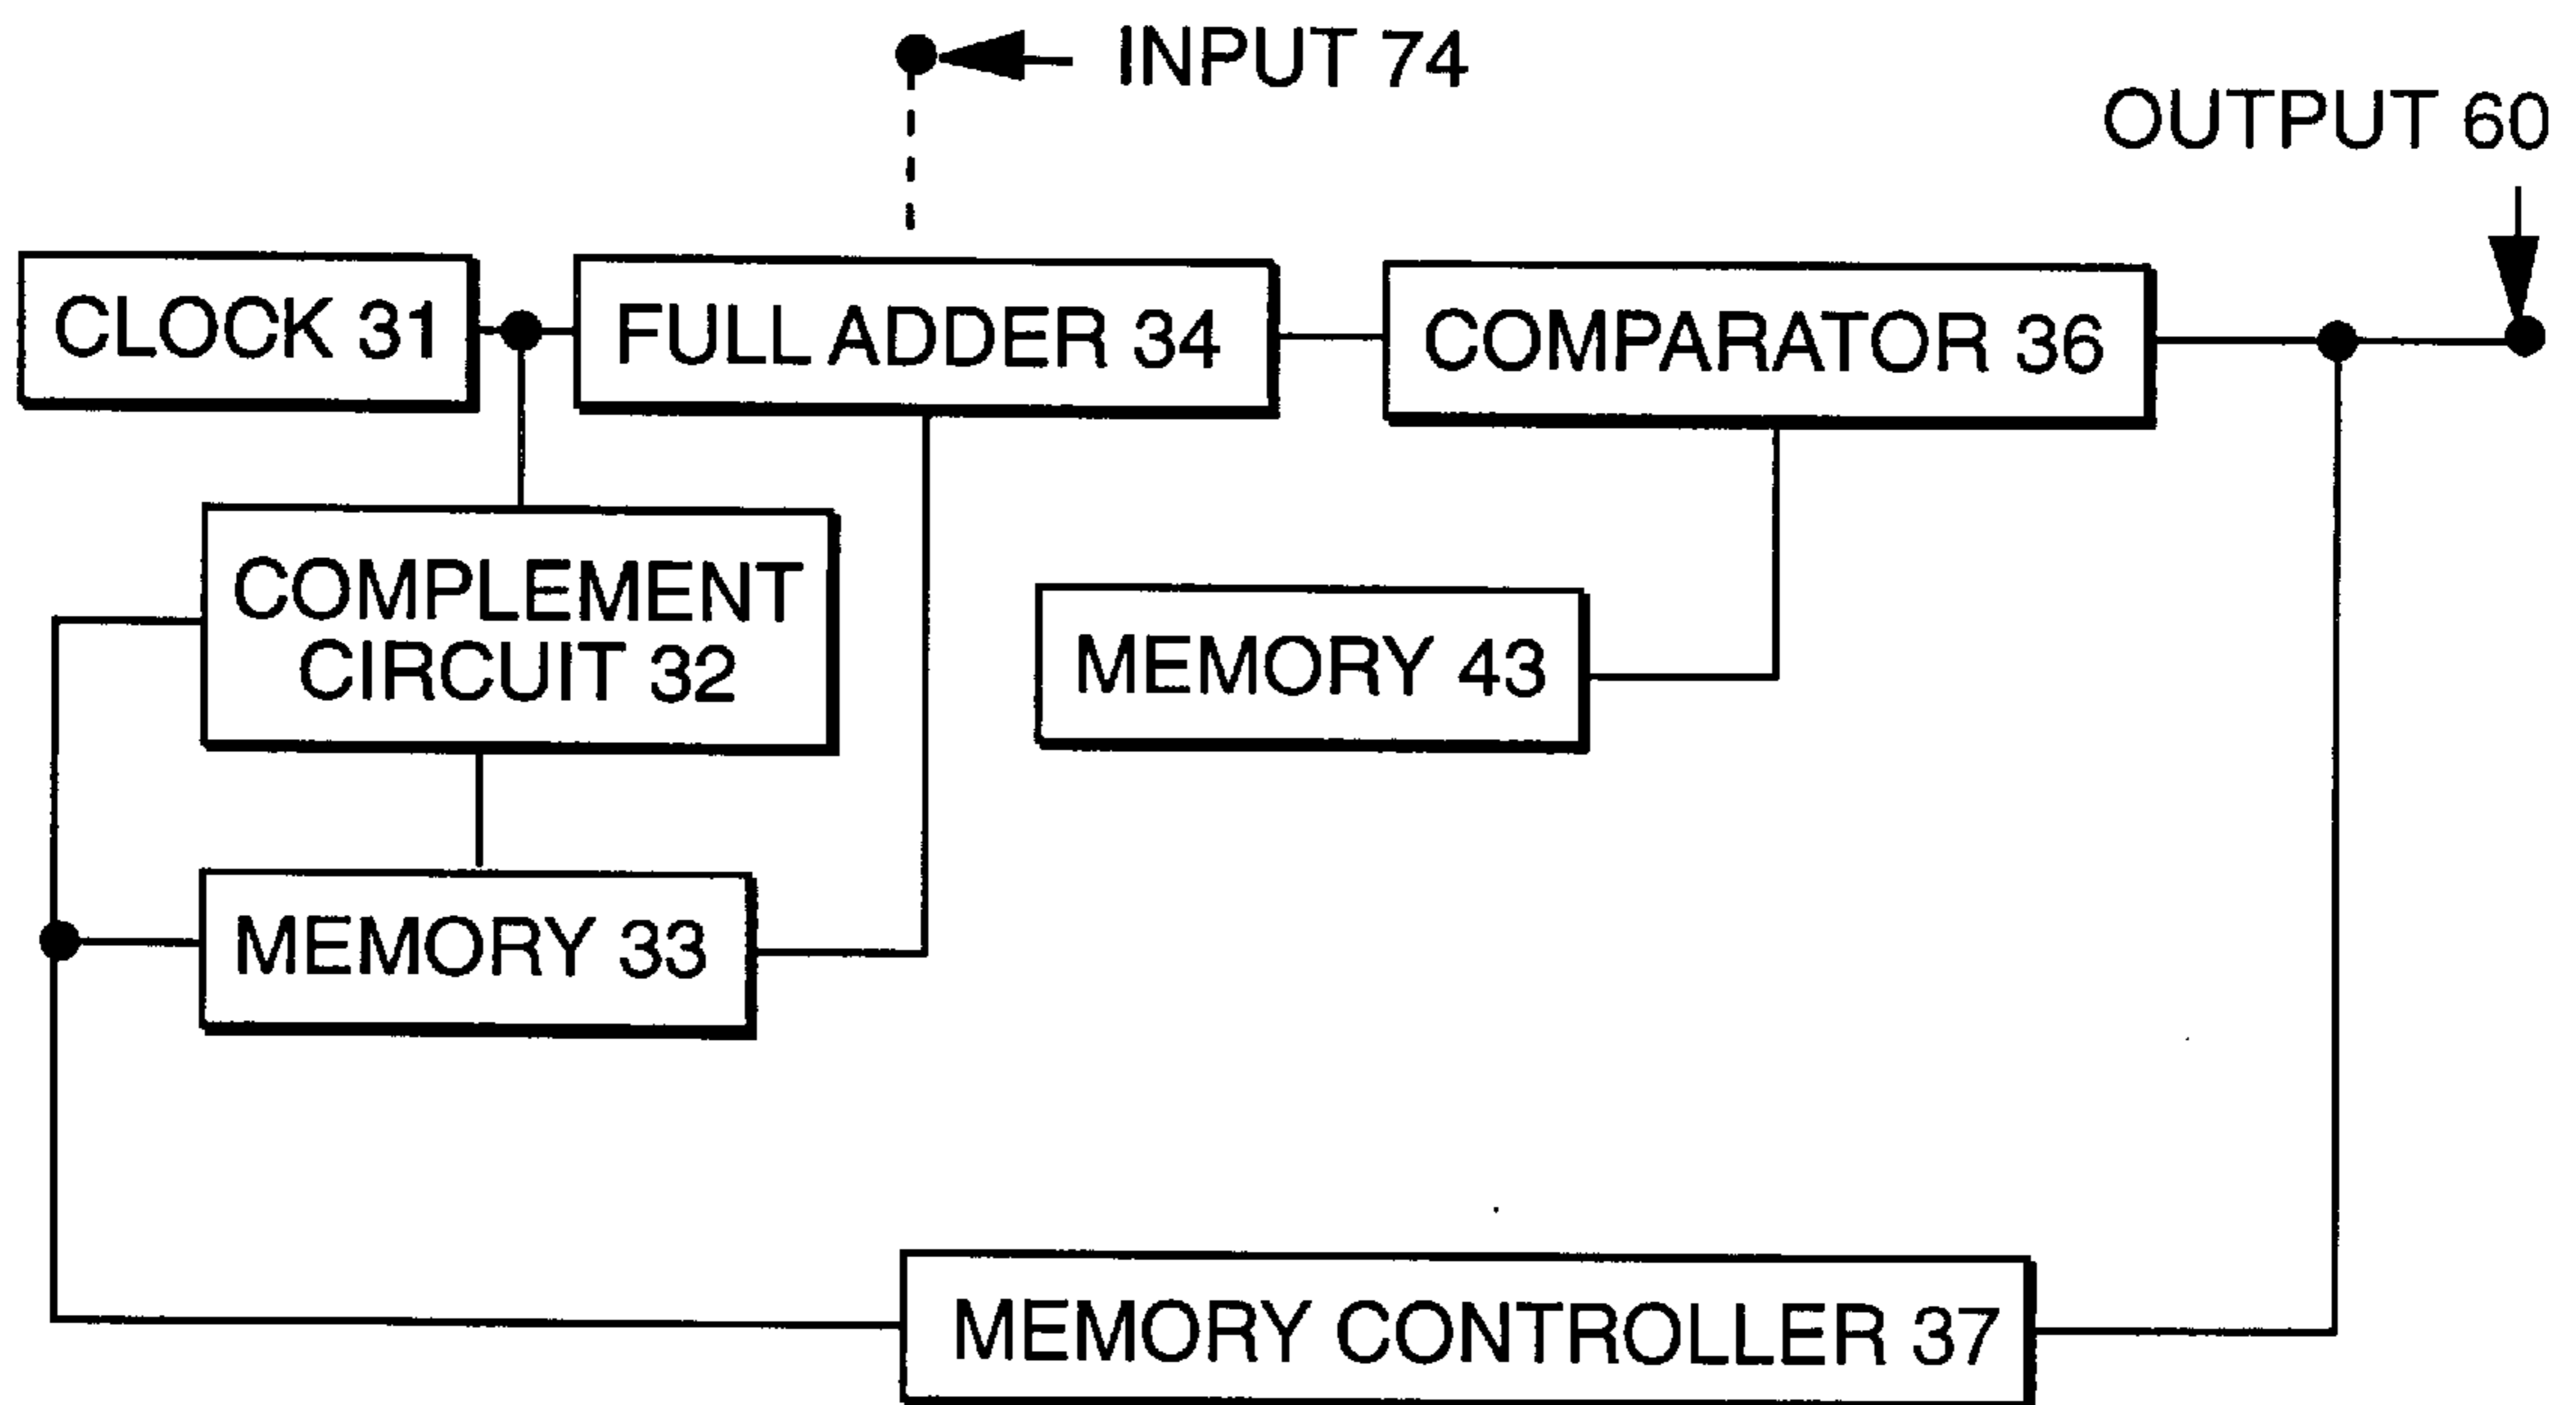 INPUT 74
OUTPUT 60
CLOCK 31
FULL ADDER 34
COMPARATOR 36
COMPLEMENT
CIRCUIT 32
MEMORY 43
MEMORY 33
MEMORY CONTROLLER 37